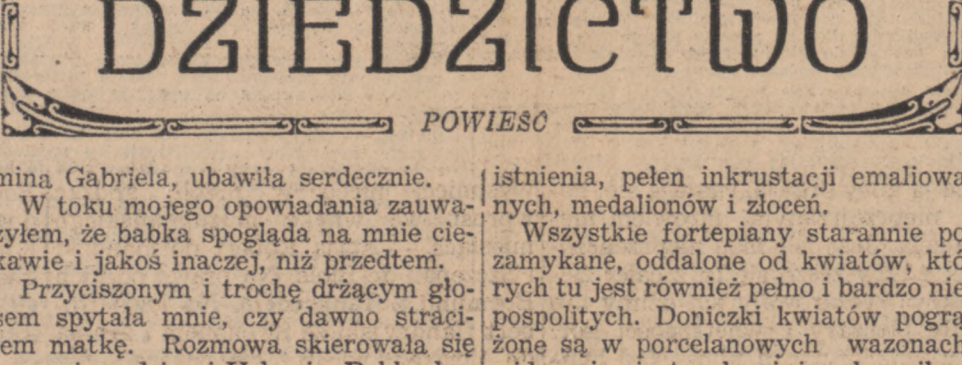 DZIEDZICTWO
POWIEŚĆ
miną Gabriela, ubawiła serdecznie.
W toku mojego opowiadania zauwa-
żyłem, że babka spogląda na mnie cie-
kawie i jakoś inaczej, niż przedtem.
Przyciszonym i trochę drżącym gło-
sem spytała mnie, czy dawno straci-
łem matkę. Rozmowa skierowała się
istnienia, pełen inkrustacji emaliowa
nych, medalionów i złoceń.
Wszystkie fortepiany starannie po
zamykane, oddalone od kwiatów, któ
rych tu jest również pełno i bardzo nie
pospolitych. Doniczki kwiatów pogrą
żone są w porcelanowych wazonach